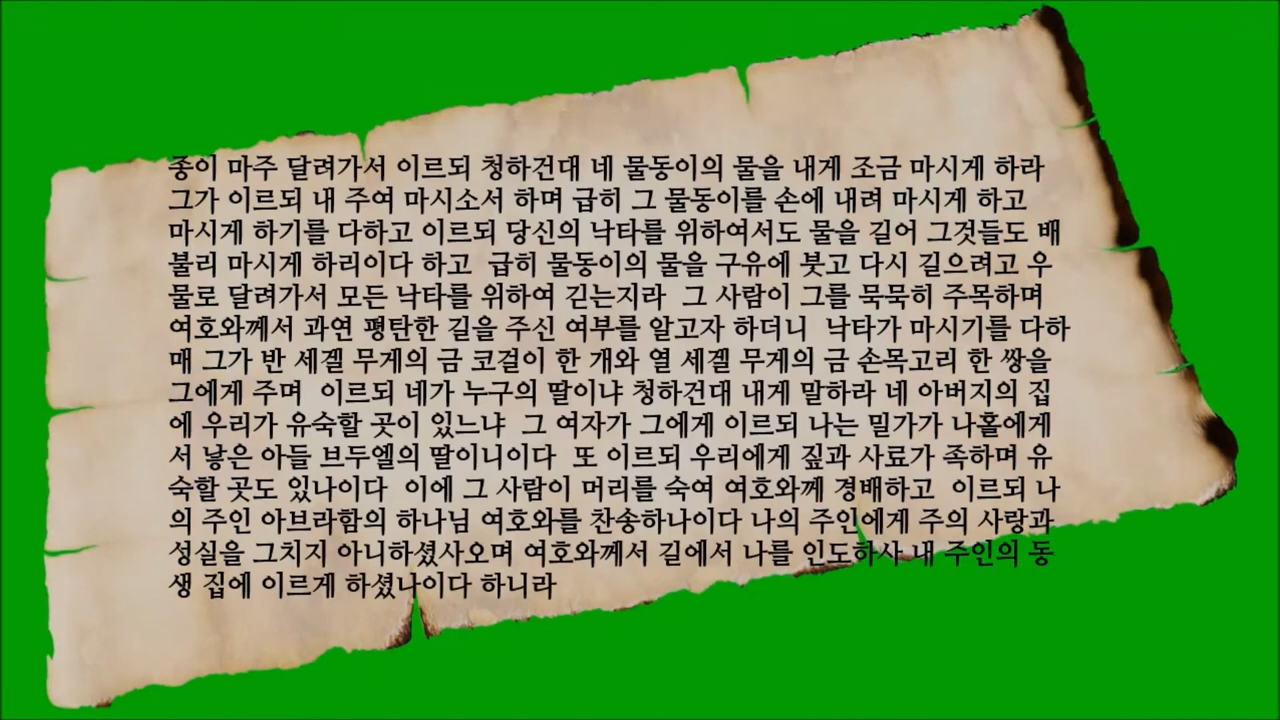 종이 마주 달려가서 이르되 청하건대 네 물동이의 물을 내게 조금 마시게 하라
그가 이르되 내 주여 마시소서 하며 급히 그 물동이를 손에 내려 마시게 하고
마시게 하기를 다하고 이르되 당신의 낙타를 위하여서도 물을 길어 그것들도 배
불리 마시게 하리이다 하고  급히 물동이의 물을 구유에 붓고 다시 길으려고 우
물로 달려가서 모든 낙타를 위하여 긷는지라  그 사람이 그를 묵묵히 주목하며
여호와께서 과연 평탄한 길을 주신 여부를 알고자 하더니  낙타가 마시기를 다하
매 그가 반 세겔 무게의 금 코걸이 한 개와 열 세겔 무게의 금 손목고리 한 쌍을
그에게 주며  이르되 네가 누구의 딸이냐 청하건대 내게 말하라 네 아버지의 집
에 우리가 유숙할 곳이 있느냐  그 여자가 그에게 이르되 나는 밀가가 나홀에게
서 낳은 아들 브두엘의 딸이니이다  또 이르되 우리에게 짚과 사료가 족하며 유
숙할 곳도 있나이다  이에 그 사람이 머리를 숙여 여호와께 경배하고  이르되 나
의 주인 아브라함의 하나님 여호와를 찬송하나이다 나의 주인에게 주의 사랑과
성실을 그치지 아니하셨사오며 여호와께서 길에서 나를 인도하사 내 주인의 동
생 집에 이르게 하셨나이다 하니라